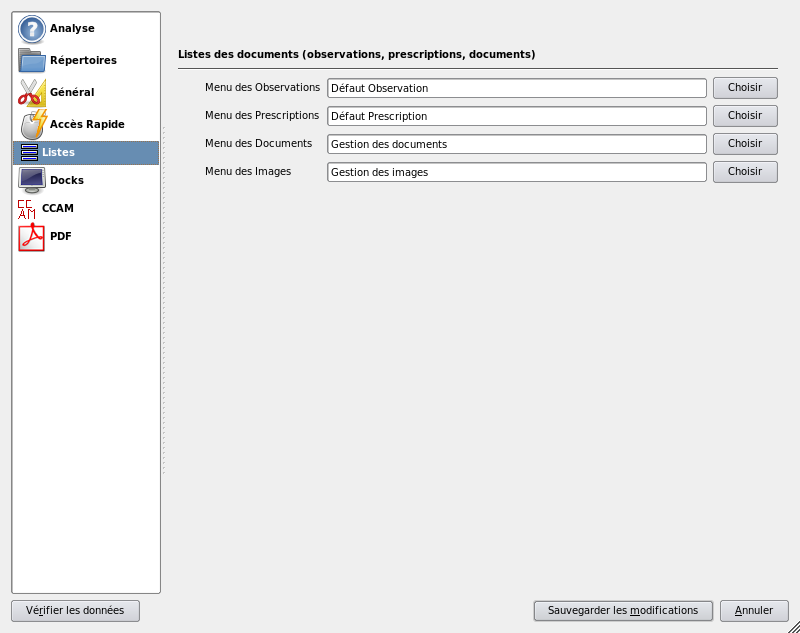 Analyse
Répertoires
Général
Accès Rapide
Listes
Docks
CCAM
PDF
Listes des documents (observations, prescriptions, documents)
Menu des Observations Défaut Observation Choisir
Menu des Prescriptions Défaut Prescription Choisir
Menu des Documents Gestion des documents Choisir
Menu des Images Gestion des images Choisir
Vérifier les données Sauvegarder les modifications Annuler